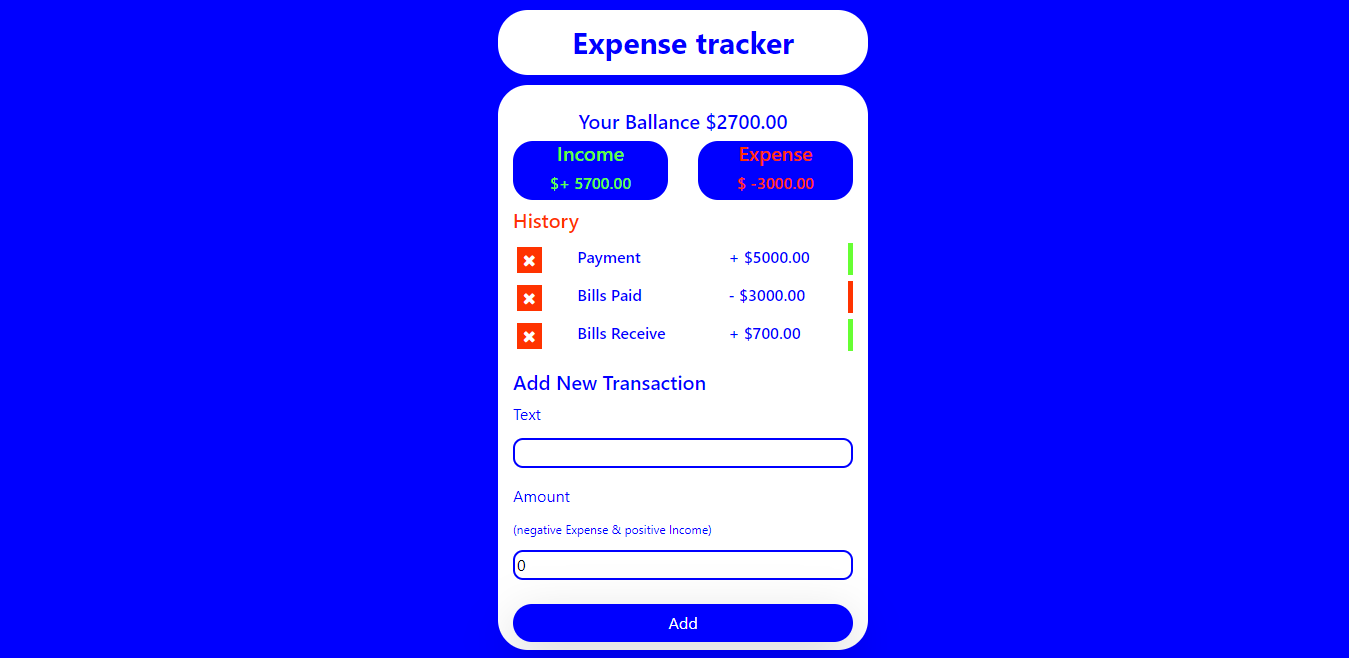 Expense tracker
Your Ballance $2700.00
Income
Expense
$+ 5700.00
$ -3000.00
History
✖ Payment + $5000.00
✖ Bills Paid - $3000.00
✖ Bills Receive + $700.00
Add New Transaction
Text
Amount
(negative Expense & positive Income)
0
Add